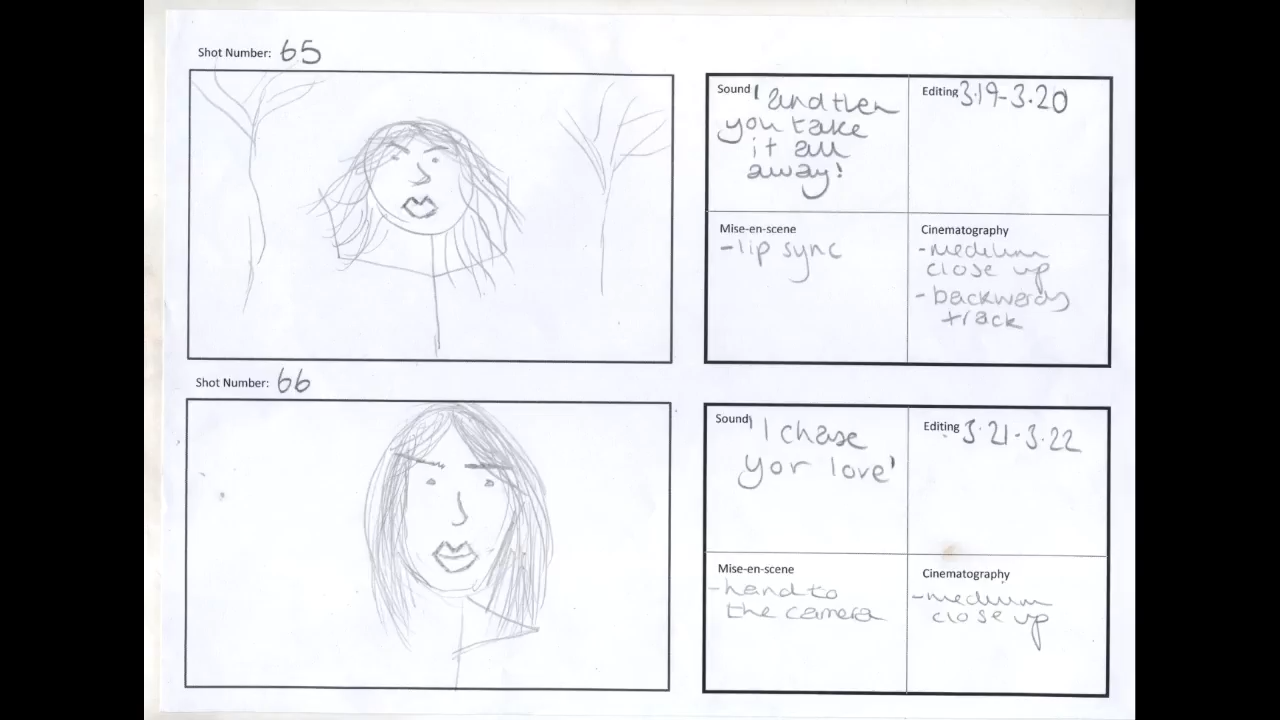 Shot Number: 65
Sound ' and then
you take
it all
away!
Editing 3.19-3.20
Mise-en-scene
-lip sync
Cinematography
-medium
close up
-backwards
track
Shot Number: 66
Sound 'I chase
yor love'
Editing 3.21-3.22
Mise-en-scene
-hand to
the camera
Cinematography
-medium
close up